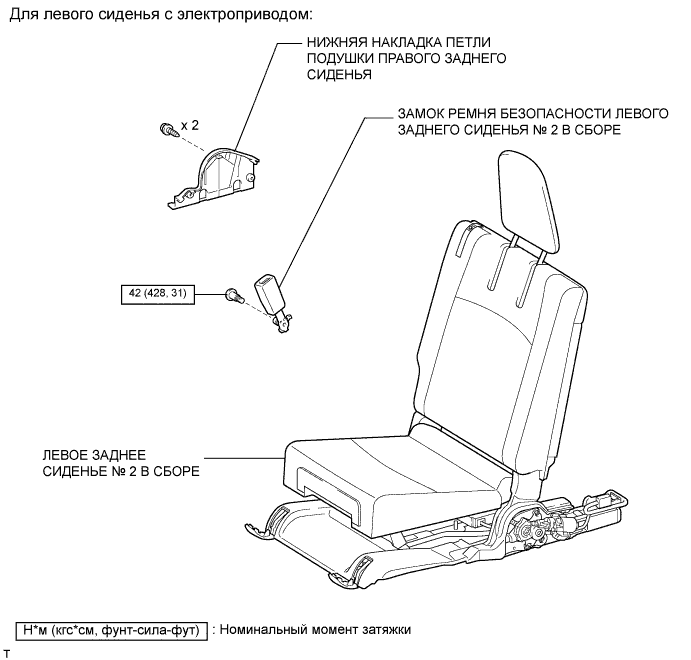 Для левого сиденья с электроприводом:
НИЖНЯЯ НАКЛАДКА ПЕТЛИ
ПОДУШКИ ПРАВОГО ЗАДНЕГО
СИДЕНЬЯ
x 2
ЗАМОК РЕМНЯ БЕЗОПАСНОСТИ ЛЕВОГО
ЗАДНЕГО СИДЕНЬЯ № 2 В СБОРЕ
42 (428, 31)
ЛЕВОЕ ЗАДНЕЕ
СИДЕНЬЕ № 2 В СБОРЕ
Н*м (кгс*см, фунт-сила-фут) : Номинальный момент затяжки
т